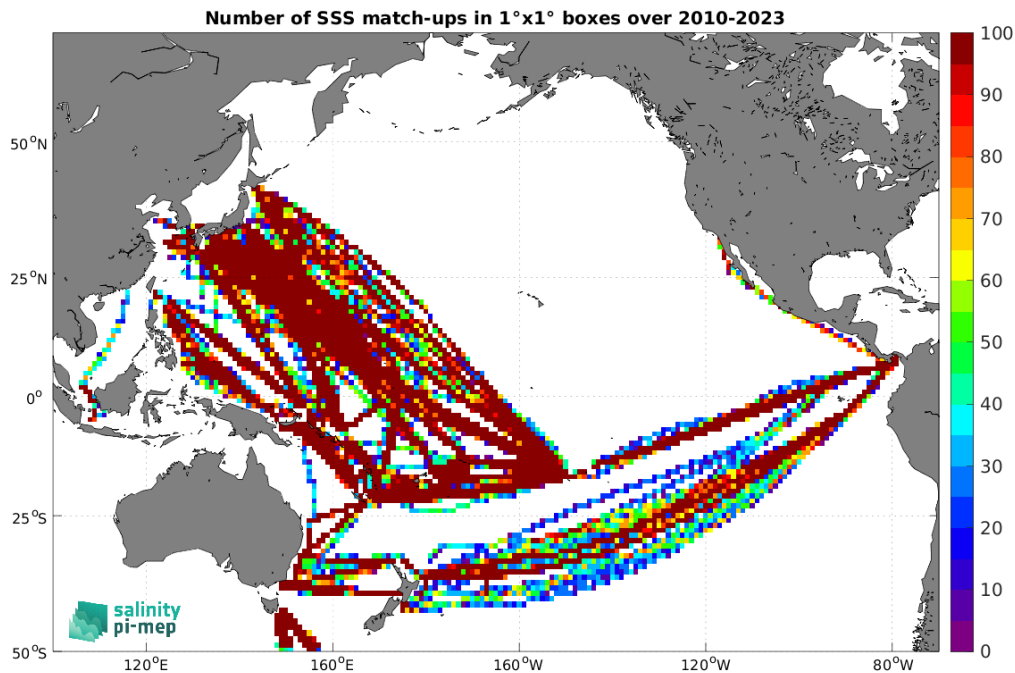 Number of SSS match-ups in 1°x1° boxes over 2010-2023
100
90
80
70
60
50
40
30
20
10
0
50°N
25°N
0°
25°S
50°S
120°E
160°E
160°W
120°W
80°W
salinity
pi-mep